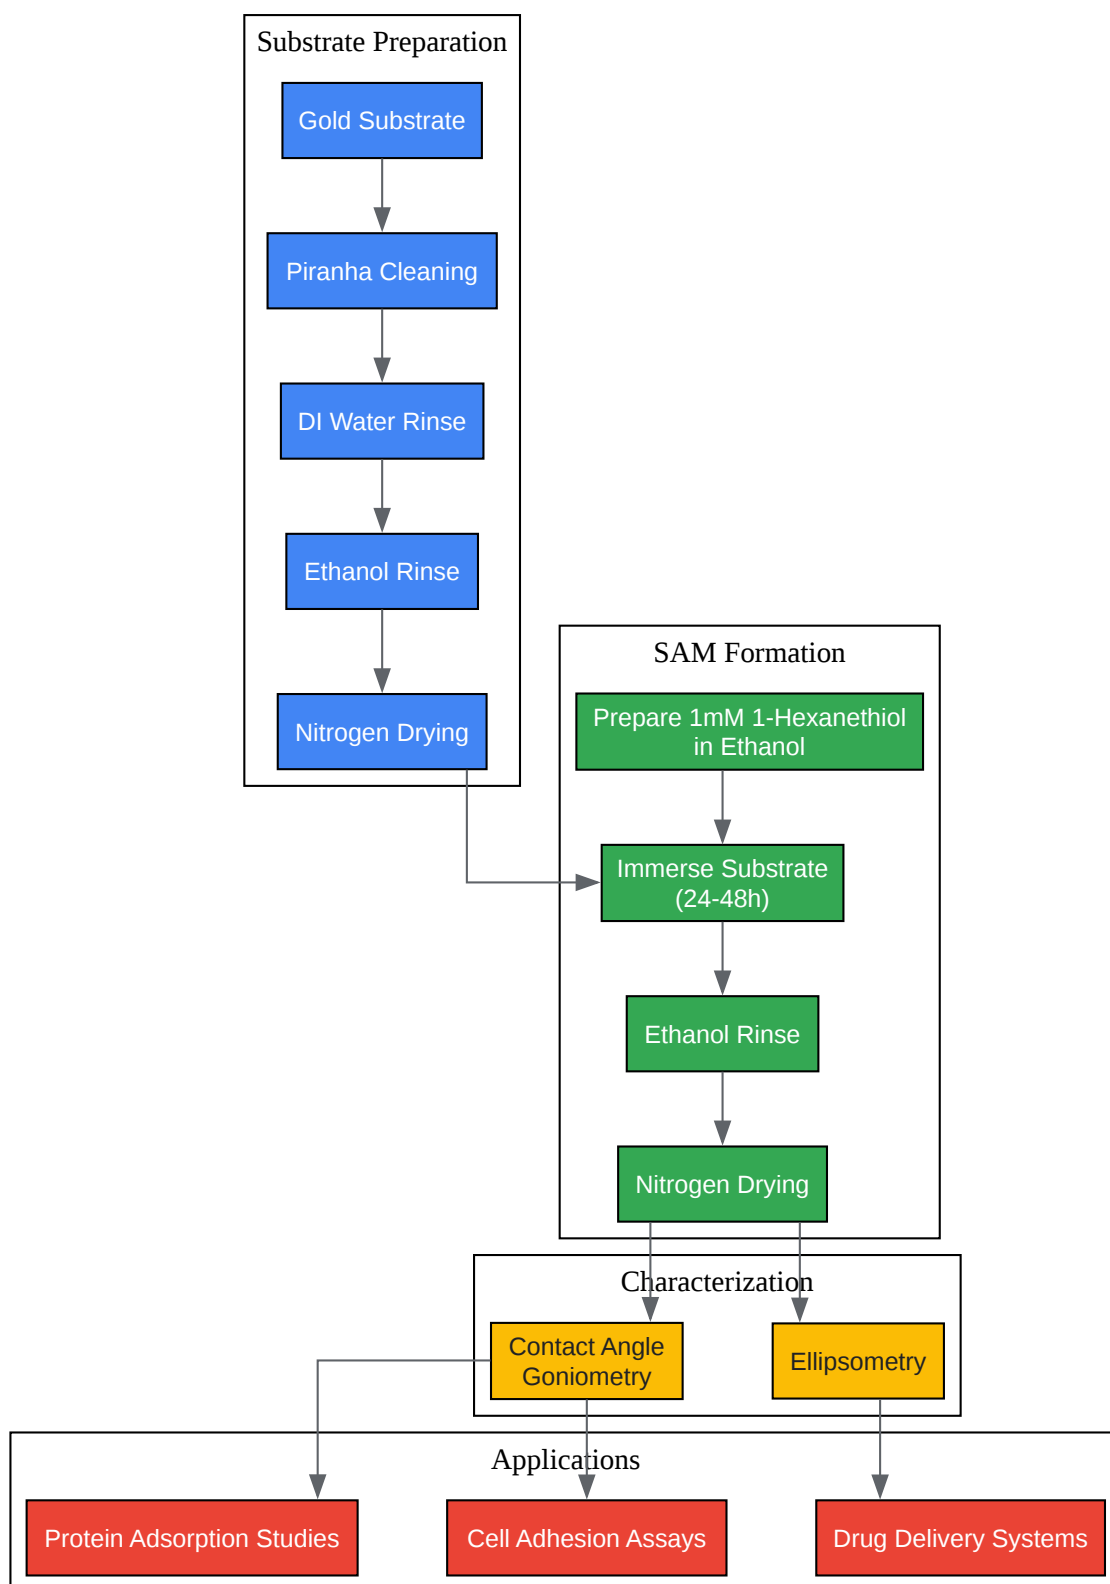 Substrate Preparation
Gold Substrate
Piranha Cleaning
DI Water Rinse
Ethanol Rinse
Nitrogen Drying
SAM Formation
Prepare 1mM 1-Hexanethiol
in Ethanol
Immerse Substrate
(24-48h)
Ethanol Rinse
Nitrogen Drying
Characterization
Contact Angle
Goniometry
Ellipsometry
Applications
Protein Adsorption Studies
Cell Adhesion Assays
Drug Delivery Systems